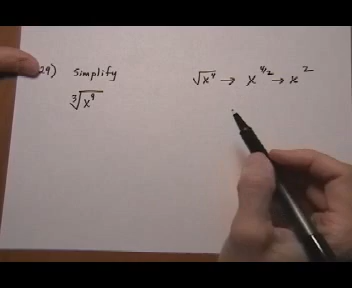 29) Simplify
∛x⁹
√x⁴ → x^4/2 → x²